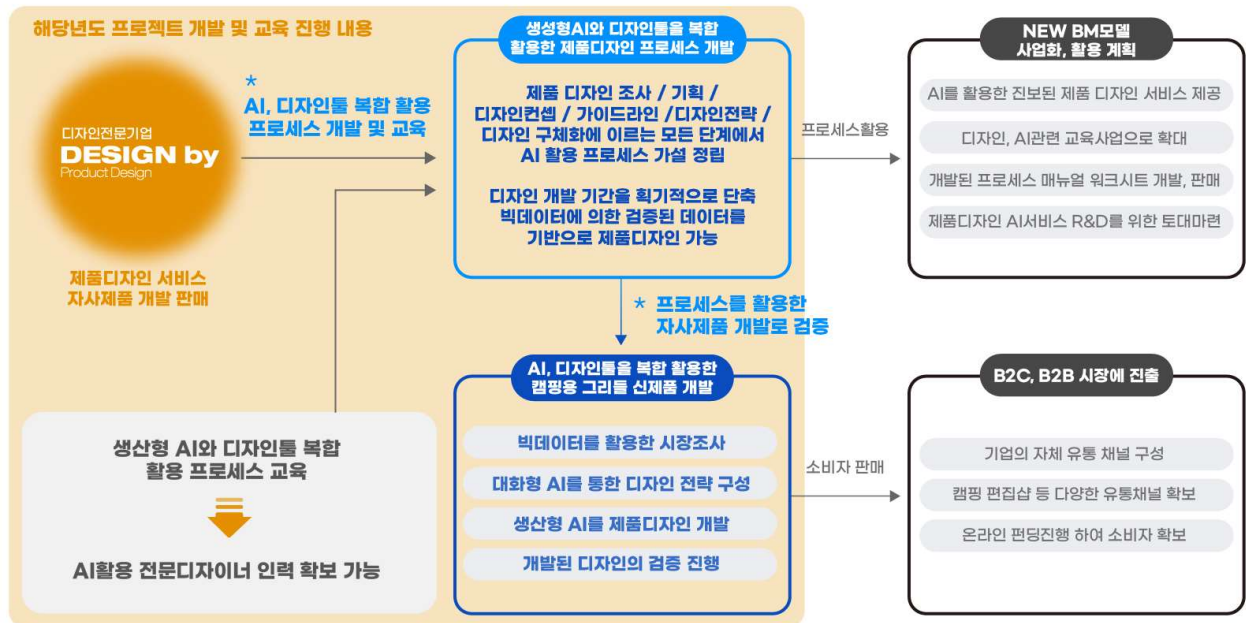 해당년도 프로젝트 개발 및 교육 진행 내용
디자인전문기업
DESIGN by
Product Design
제품디자인 서비스
자사제품 개발 판매
*
AI, 디자인툴 복합 활용
프로세스 개발 및 교육
생성형AI와 디자인툴을 복합
활용한 제품디자인 프로세스 개발
제품 디자인 조사 / 기획 /
디자인컨셉 / 가이드라인 /디자인전략 /
디자인 구체화에 이르는 모든 단계에서
AI 활용 프로세스 가설 정립
디자인 개발 기간을 획기적으로 단축
빅데이터에 의한 검증된 데이터를
기반으로 제품디자인 가능
프로세스활용
NEW BM모델
사업화, 활용 계획
AI를 활용한 진보된 제품 디자인 서비스 제공
디자인, AI관련 교육사업으로 확대
개발된 프로세스 매뉴얼 워크시트 개발, 판매
제품디자인 AI서비스 R&D를 위한 토대마련
* 프로세스를 활용한
자사제품 개발로 검증
생산형 AI와 디자인툴 복합
활용 프로세스 교육
AI활용 전문디자이너 인력 확보 가능
AI, 디자인툴을 복합 활용한
캠핑용 그리들 신제품 개발
빅데이터를 활용한 시장조사
대화형 AI를 통한 디자인 전략 구성
생산형 AI를 제품디자인 개발
개발된 디자인의 검증 진행
소비자 판매
B2C, B2B 시장에 진출
기업의 자체 유통 채널 구성
캠핑 편집샵 등 다양한 유통채널 확보
온라인 펀딩진행 하여 소비자 확보